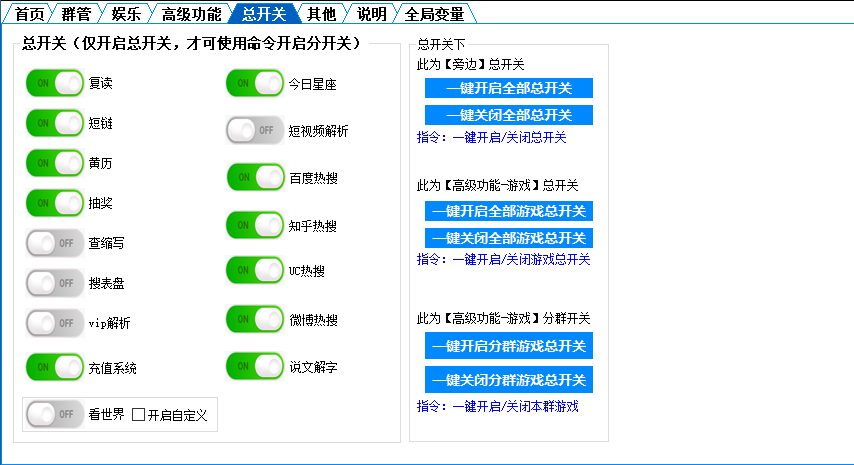 首页 群管 娱乐 高级功能 总开关 其他 说明 全局变量
总开关（仅开启总开关，才可使用命令开启分开关）
ON 复读
ON 短链
ON 黄历
ON 抽奖
OFF 查缩写
OFF 搜表盘
OFF vip解析
ON 充值系统
OFF 看世界 开启自定义
ON 今日星座
OFF 短视频解析
ON 百度热搜
ON 知乎热搜
ON UC热搜
ON 微博热搜
ON 说文解字
总开关下
此为【旁边】总开关
一键开启全部总开关
一键关闭全部总开关
指令：一键开启/关闭总开关
此为【高级功能-游戏】总开关
一键开启全部游戏总开关
一键关闭全部游戏总开关
指令：一键开启/关闭游戏总开关
此为【高级功能-游戏】分群开关
一键开启分群游戏总开关
一键关闭分群游戏总开关
指令：一键开启/关闭本群游戏